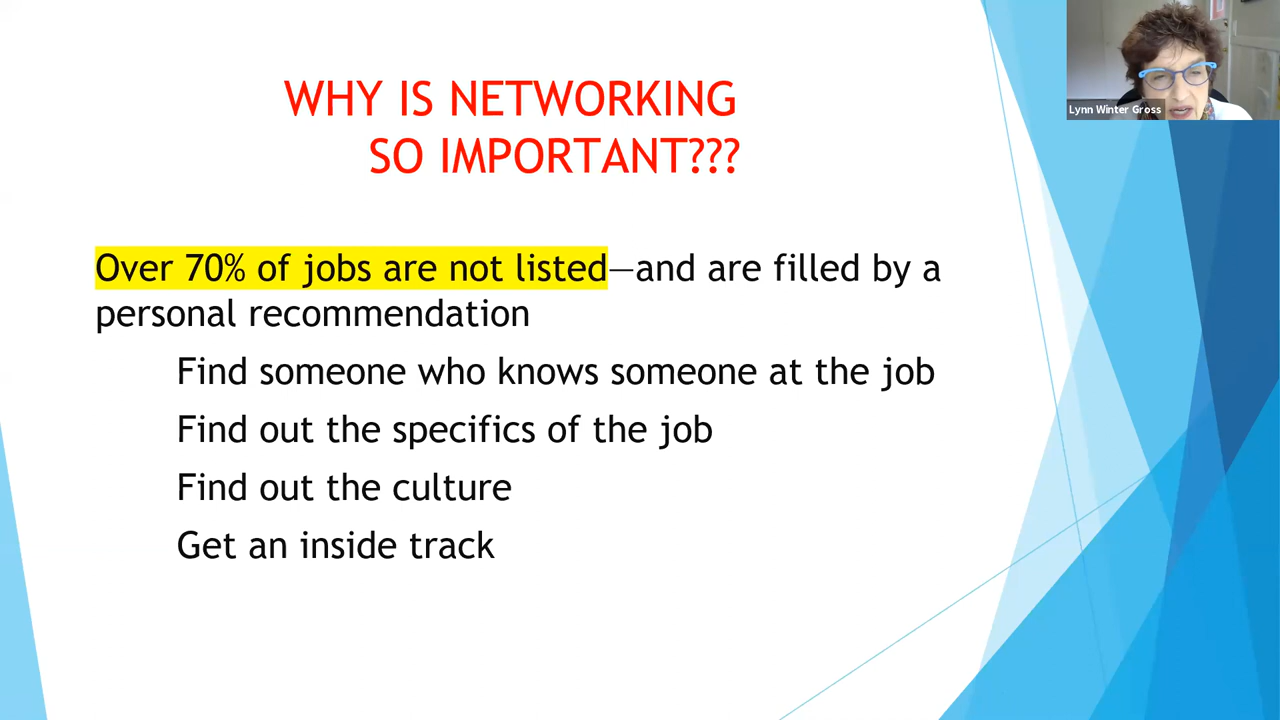 WHY IS NETWORKING
SO IMPORTANT???
Lynn Winter Gross
Over 70% of jobs are not listed—and are filled by a
personal recommendation
Find someone who knows someone at the job
Find out the specifics of the job
Find out the culture
Get an inside track